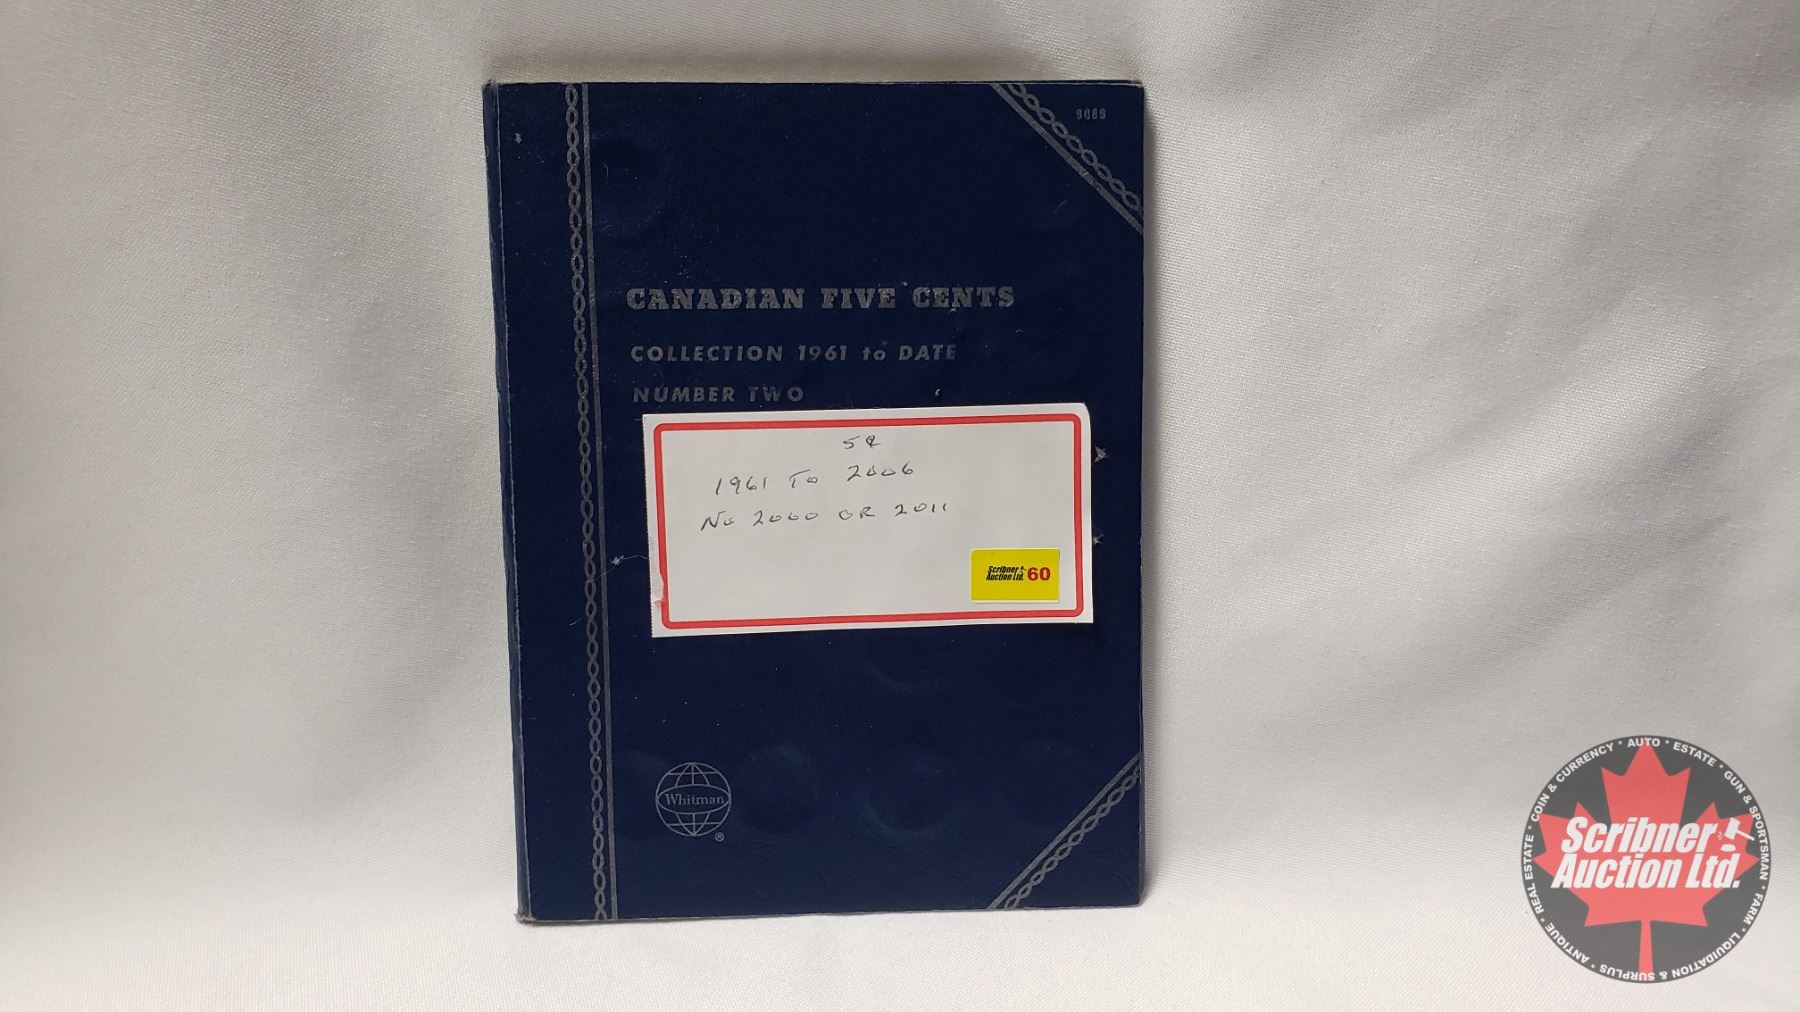 9089
CANADIAN FIVE CENTS
COLLECTION 1961 to DATE
NUMBER TWO
5¢
1961 To 2006
No 2000 OR 2011
Scribner
Auction Ltd. 60
Whitman
®
COIN & CURRENCY * AUTO * ESTATE * GUN & SPORTSMAN * FARM * LIQUIDATION & SURPLUS * ANTIQUE * REAL ESTATE *
Scribner
Auction Ltd.